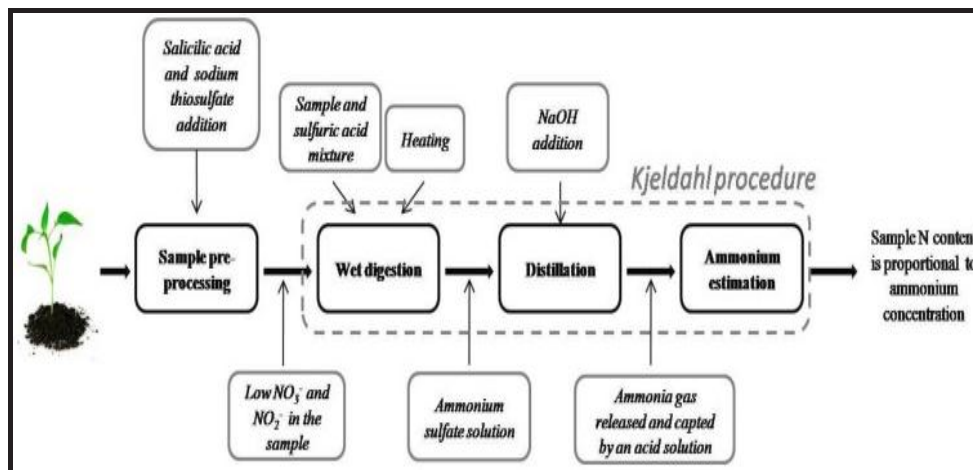 Salicilic acid
and sodium
thiosulfate
addition
Sample and
sulfuric acid
mixture
Heating
NaOH
addition
Kjeldahl procedure
Sample pre-
processing
Wet digestion
Distillation
Ammonium
estimation
Sample N conten
is proportional to
ammonium
concentration
Low NO3- and
NO2- in the
sample
Ammonium
sulfate solution
Ammonia gas
released and capted
by an acid solution